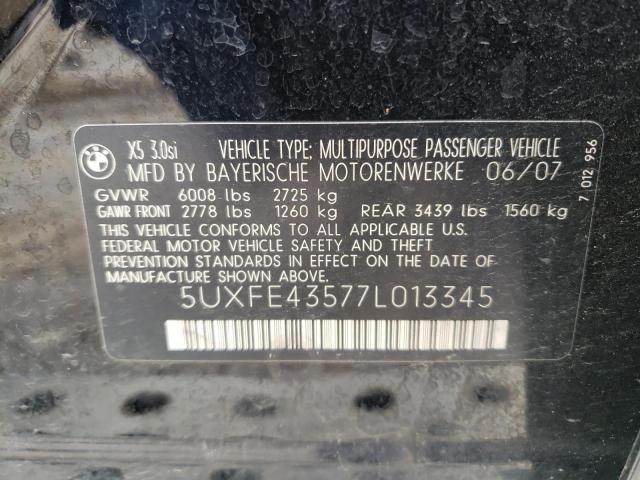 BMW
X5 3.0si VEHICLE TYPE: MULTIPURPOSE PASSENGER VEHICLE
MFD BY BAYERISCHE MOTORENWERKE 06/07
GVWR 6008 lbs 2725 kg
GAWR FRONT 2778 lbs 1260 kg REAR 3439 lbs 1560 kg
THIS VEHICLE CONFORMS TO ALL APPLICABLE U.S.
FEDERAL MOTOR VEHICLE SAFETY AND THEFT
PREVENTION STANDARDS IN EFFECT ON THE DATE OF
MANUFACTURE SHOWN ABOVE.
5UXFE43577L013345
7 012 956